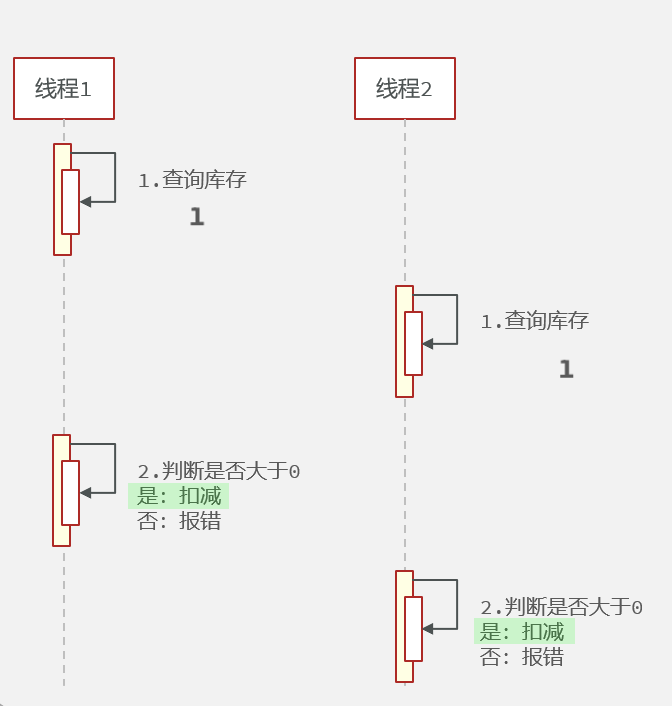 线程1
线程2
1.查询库存
1
1.查询库存
1
2.判断是否大于0
是: 扣减
否: 报错
2.判断是否大于0
是: 扣减
否: 报错